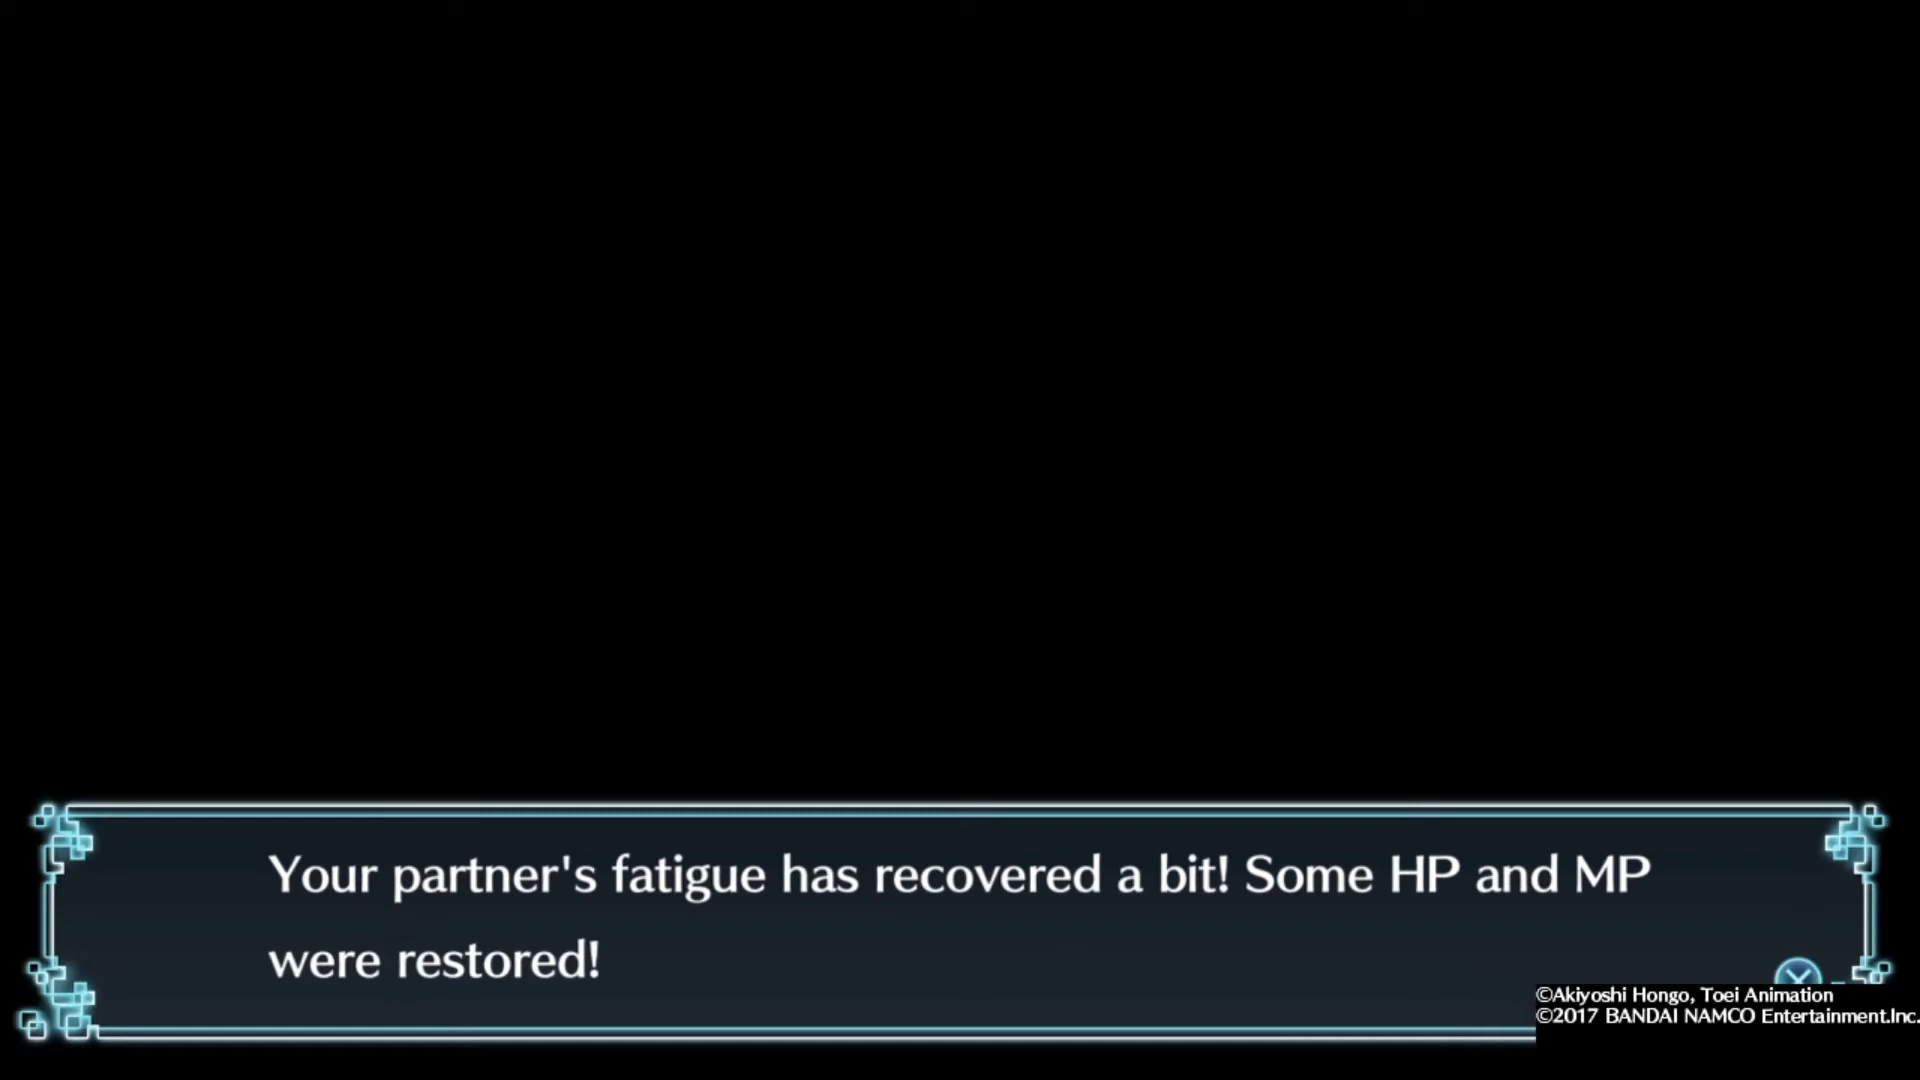 Your partner's fatigue has recovered a bit! Some HP and MP
were restored!
©Akiyoshi Hongo, Toei Animation
©2017 BANDAI NAMCO Entertainment.Inc.